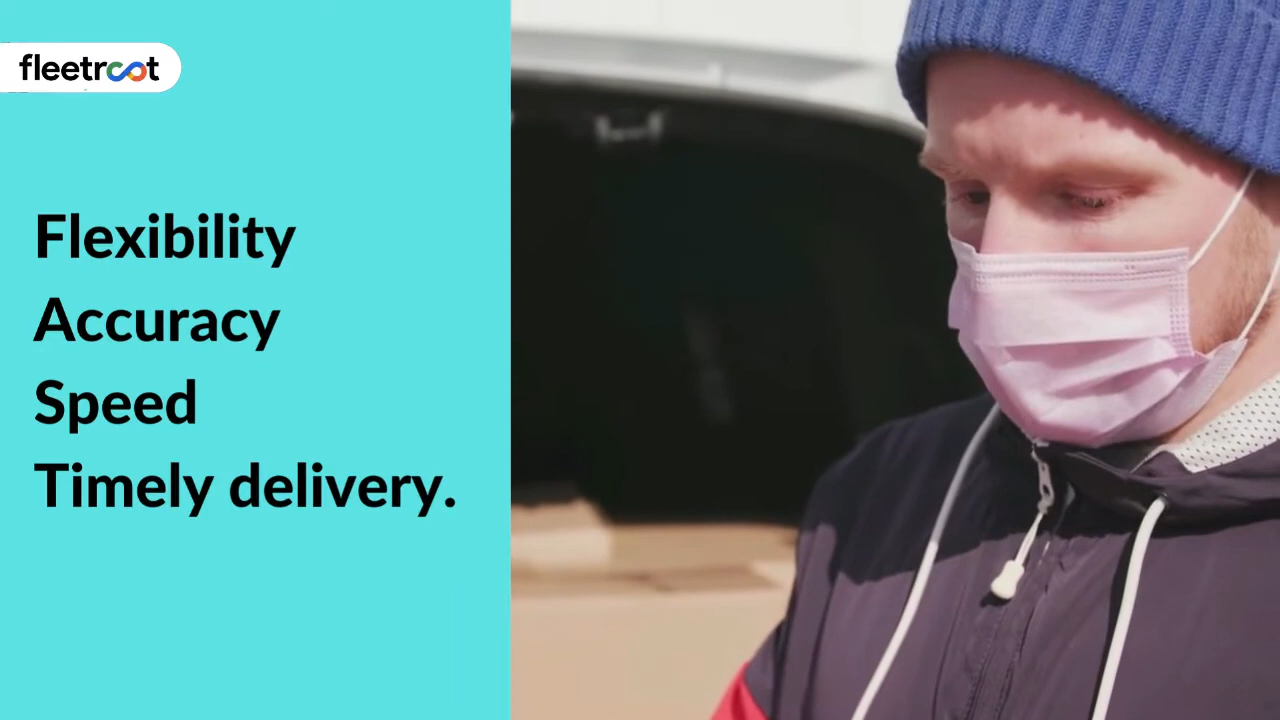 fleetroot
Flexibility
Accuracy
Speed
Timely delivery.